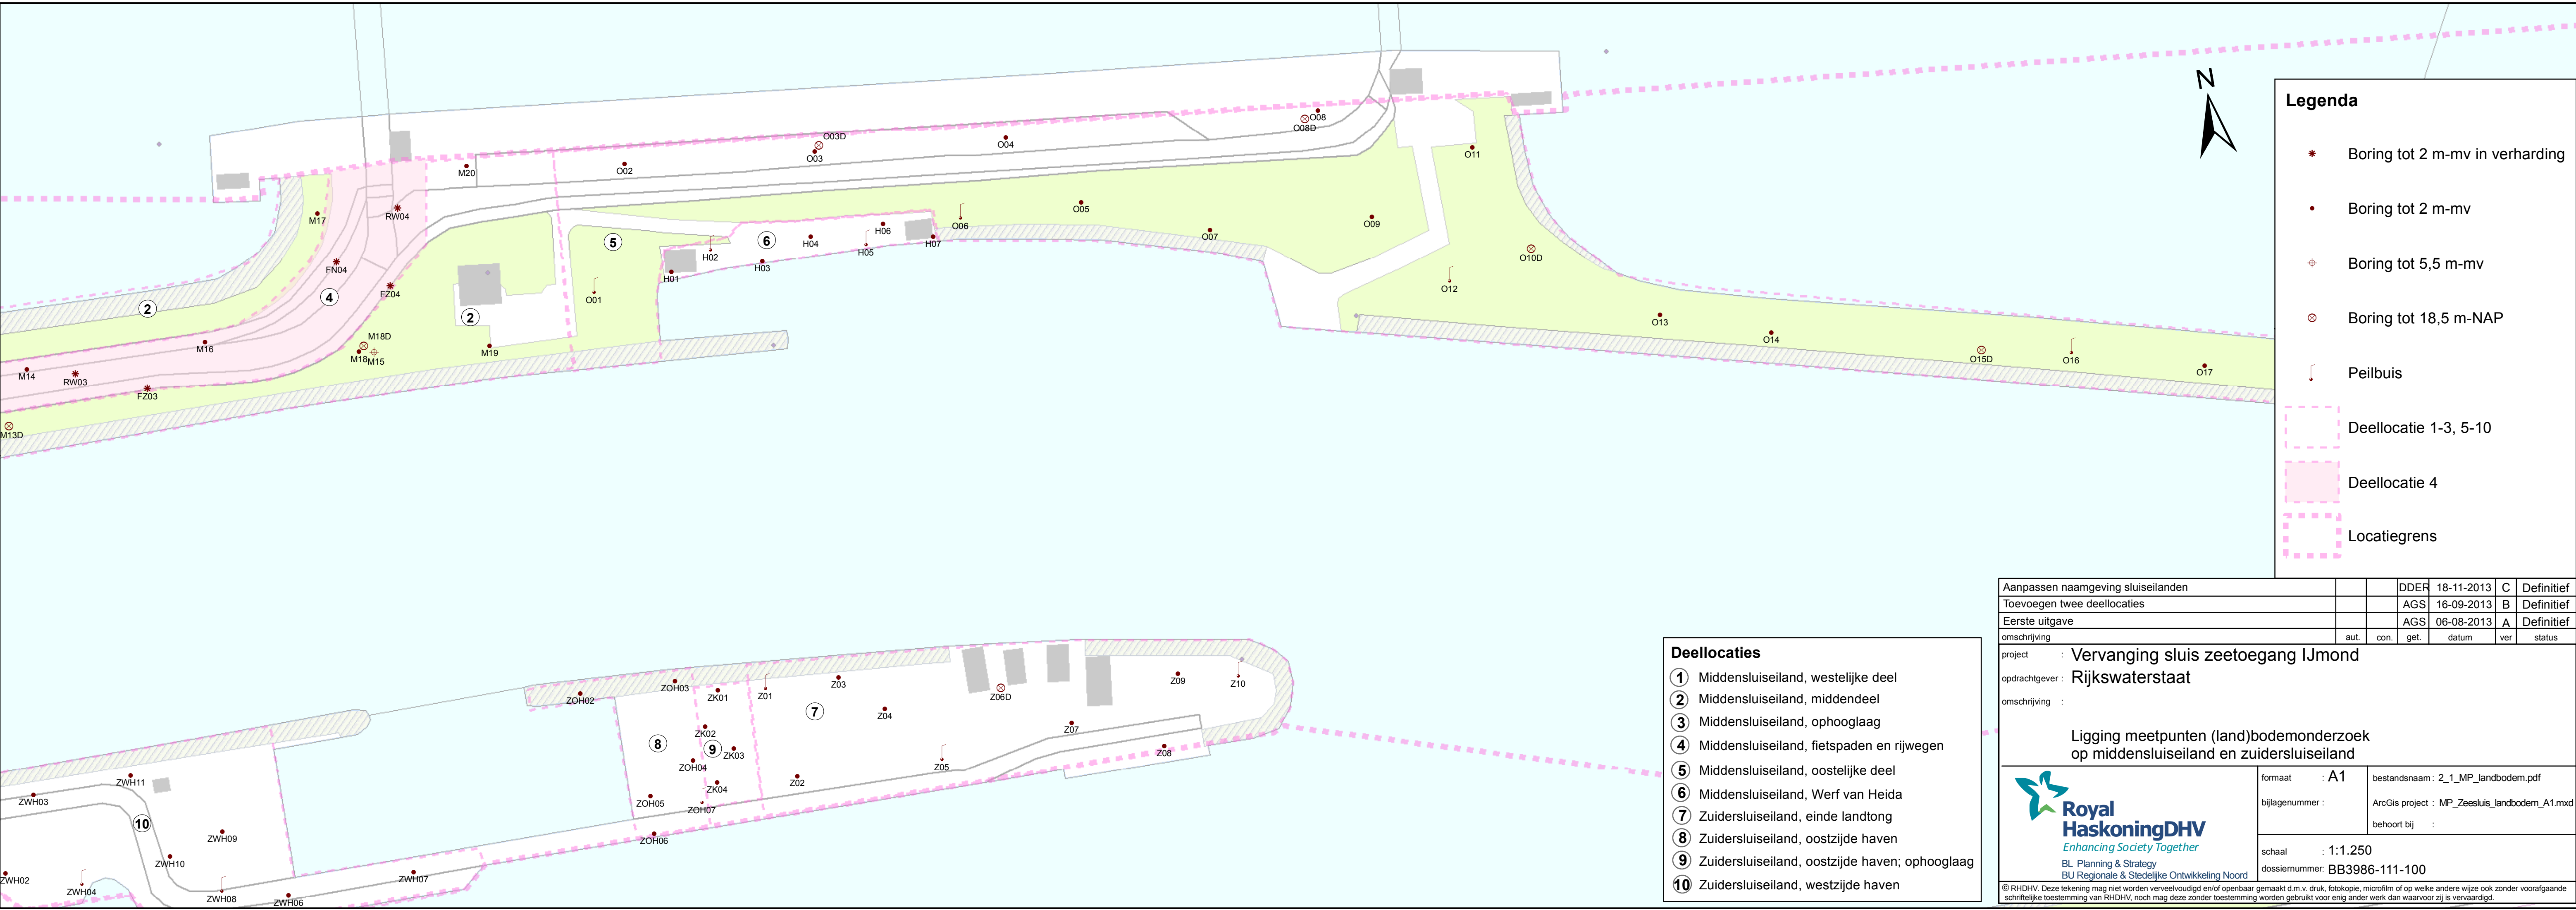 N
Legenda
Boring tot 2 m-mv in verharding
Boring tot 2 m-mv
Boring tot 5,5 m-mv
Boring tot 18,5 m-NAP
Peilbuis
Deellocatie 1-3, 5-10
Deellocatie 4
Locatiegrens
O03D
O03
O04
O08
O08D
O11
M20
O02
M17
RW04
O05
O06
O09
O07
H06
H07
H04
H05
H02
H03
H01
5
6
FN04
4
FZ04
2
2
O01
O10D
O12
O13
O14
O15D
O16
O17
M16
M18D
M18
M15
M19
M14
RW03
FZ03
M13D
ZOH02
ZOH03
ZK01
Z01
Z03
Z06D
Z09
Z10
7
Z04
Z07
8
ZK02
9
ZK03
Z08
ZOH04
Z05
Z02
ZK04
ZOH05
ZOH07
ZOH06
ZWH11
ZWH03
10
ZWH09
ZWH10
ZWH02
ZWH04
ZWH08
ZWH06
ZWH07
Deellocaties
1 Middensluiseiland, westelijke deel
2 Middensluiseiland, middendeel
3 Middensluiseiland, ophooglaag
4 Middensluiseiland, fietspaden en rijwegen
5 Middensluiseiland, oostelijke deel
6 Middensluiseiland, Werf van Heida
7 Zuidersluiseiland, einde landtong
8 Zuidersluiseiland, oostzijde haven
9 Zuidersluiseiland, oostzijde haven; ophooglaag
10 Zuidersluiseiland, westzijde haven
Aanpassen naamgeving sluiseilanden DDER 18-11-2013 C Definitief
Toevoegen twee deellocaties AGS 16-09-2013 B Definitief
Eerste uitgave AGS 06-08-2013 A Definitief
omschrijving aut. con. get. datum ver status
project : Vervanging sluis zeetoegang IJmond
opdrachtgever : Rijkswaterstaat
omschrijving :
Ligging meetpunten (land)bodemonderzoek
op middensluiseiland en zuidersluiseiland
Royal
HaskoningDHV
Enhancing Society Together
BL Planning & Strategy
BU Regionale & Stedelijke Ontwikkeling Noord
formaat : A1
bijlagenummer :
bestandsnaam : 2_1_MP_landbodem.pdf
ArcGis project : MP_Zeesluis_landbodem_A1.mxd
behoort bij :
schaal : 1:1.250
dossiernummer: BB3986-111-100
© RHDHV. Deze tekening mag niet worden verveelvoudigd en/of openbaar gemaakt d.m.v. druk, fotokopie, microfilm of op welke andere wijze ook zonder voorafgaande
schriftelijke toestemming van RHDHV, noch mag deze zonder toestemming worden gebruikt voor enig ander werk dan waarvoor zij is vervaardigd.